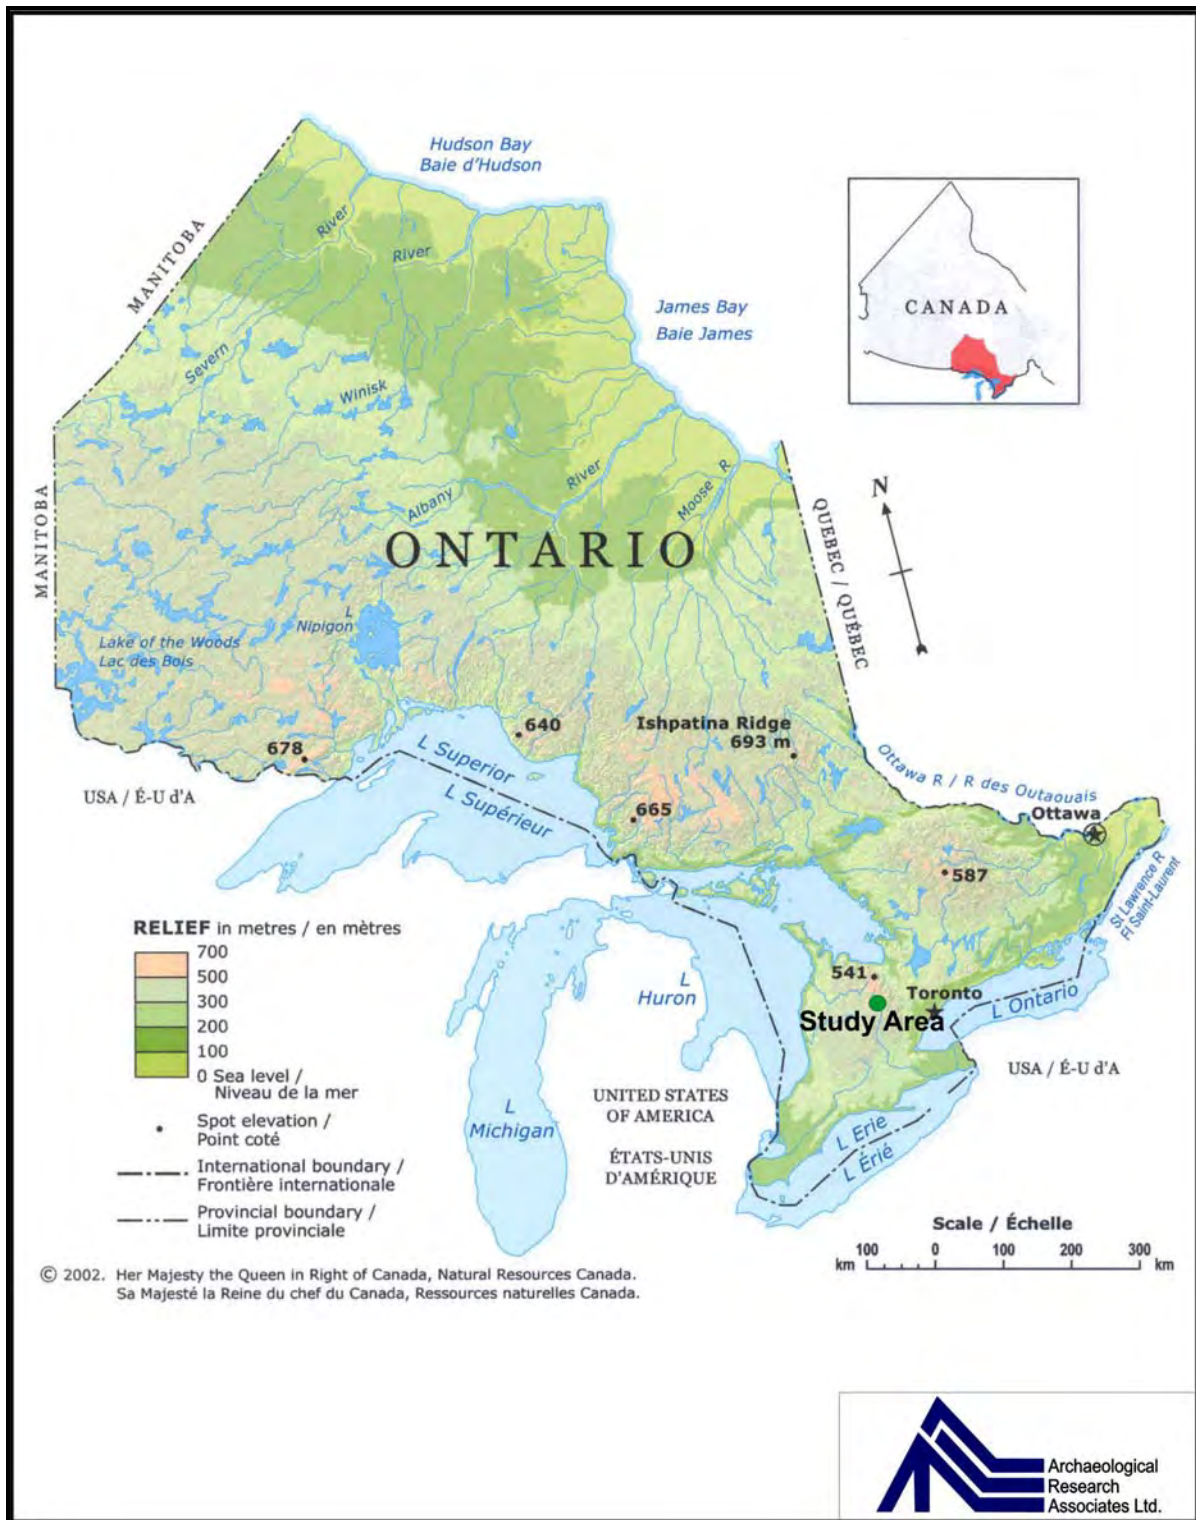 Hudson Bay
Baie d'Hudson
MANITOBA
River
River
James Bay
Baie James
CANADA
Severn
Winisk
MANITOBA
Albany
River
Moose R
N
QUEBEC / QUÉBEC
ONTARIO
L
Nipigon
Lake of the Woods
Lac des Bois
640
Ishpatina Ridge
693 m
678
L Superior
L Supérieur
USA / É-U d'A
665
Ottawa R / R des Outaouais
Ottawa
587
St Lawrence R
Fl Saint-Laurent
RELIEF in metres / en mètres
700
500
300
200
100
0 Sea level /
Niveau de la mer
Spot elevation /
Point coté
International boundary /
Frontière internationale
Provincial boundary /
Limite provinciale
L
Huron
541
Toronto
Study Area
L Ontario
USA / É-U d'A
L
Michigan
UNITED STATES
OF AMERICA
ÉTATS-UNIS
D'AMÉRIQUE
L Erie
L Érié
Scale / Échelle
100 0 100 200 300
km km
© 2002. Her Majesty the Queen in Right of Canada, Natural Resources Canada.
Sa Majesté la Reine du chef du Canada, Ressources naturelles Canada.
Archaeological
Research
Associates Ltd.